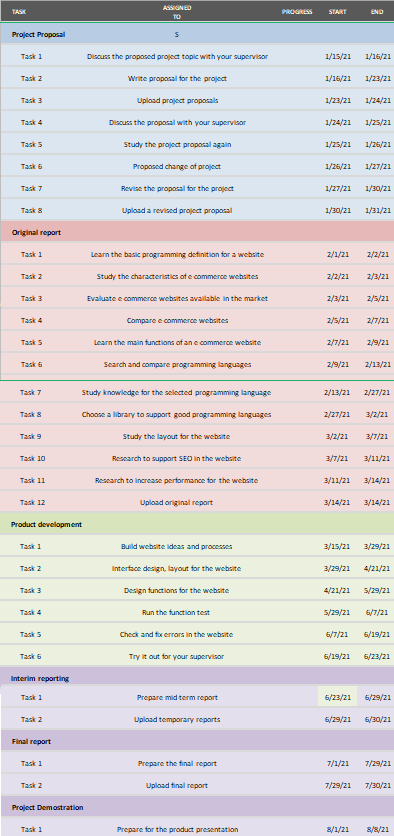 TASK ASSIGNED TO PROGRESS START END
Project Proposal S
Task 1 Discuss the proposed project topic with your supervisor 1/15/21 1/16/21
Task 2 Write proposal for the project 1/16/21 1/23/21
Task 3 Upload project proposals 1/23/21 1/24/21
Task 4 Discuss the proposal with your supervisor 1/24/21 1/25/21
Task 5 Study the project proposal again 1/25/21 1/26/21
Task 6 Proposed change of project 1/26/21 1/27/21
Task 7 Revise the proposal for the project 1/27/21 1/30/21
Task 8 Upload a revised project proposal 1/30/21 1/31/21
Original report
Task 1 Learn the basic programming definition for a website 2/1/21 2/2/21
Task 2 Study the characteristics of e-commerce websites 2/2/21 2/3/21
Task 3 Evaluate e-commerce websites available in the market 2/3/21 2/5/21
Task 4 Compare e-commerce websites 2/5/21 2/7/21
Task 5 Learn the main functions of an e-commerce website 2/7/21 2/9/21
Task 6 Search and compare programming languages 2/9/21 2/13/21
Task 7 Study knowledge for the selected programming language 2/13/21 2/27/21
Task 8 Choose a library to support good programming languages 2/27/21 3/2/21
Task 9 Study the layout for the website 3/2/21 3/7/21
Task 10 Research to support SEO in the website 3/7/21 3/11/21
Task 11 Research to increase performance for the website 3/11/21 3/14/21
Task 12 Upload original report 3/14/21 3/14/21
Product development
Task 1 Build website ideas and processes 3/15/21 3/29/21
Task 2 Interface design, layout for the website 3/29/21 4/21/21
Task 3 Design functions for the website 4/21/21 5/29/21
Task 4 Run the function test 5/29/21 6/7/21
Task 5 Check and fix errors in the website 6/7/21 6/19/21
Task 6 Try it out for your supervisor 6/19/21 6/23/21
Interim reporting
Task 1 Prepare mid-term report 6/23/21 6/29/21
Task 2 Upload temporary reports 6/29/21 6/30/21
Final report
Task 1 Prepare the final report 7/1/21 7/29/21
Task 2 Upload final report 7/29/21 7/30/21
Project Demostration
Task 1 Prepare for the product presentation 8/1/21 8/8/21